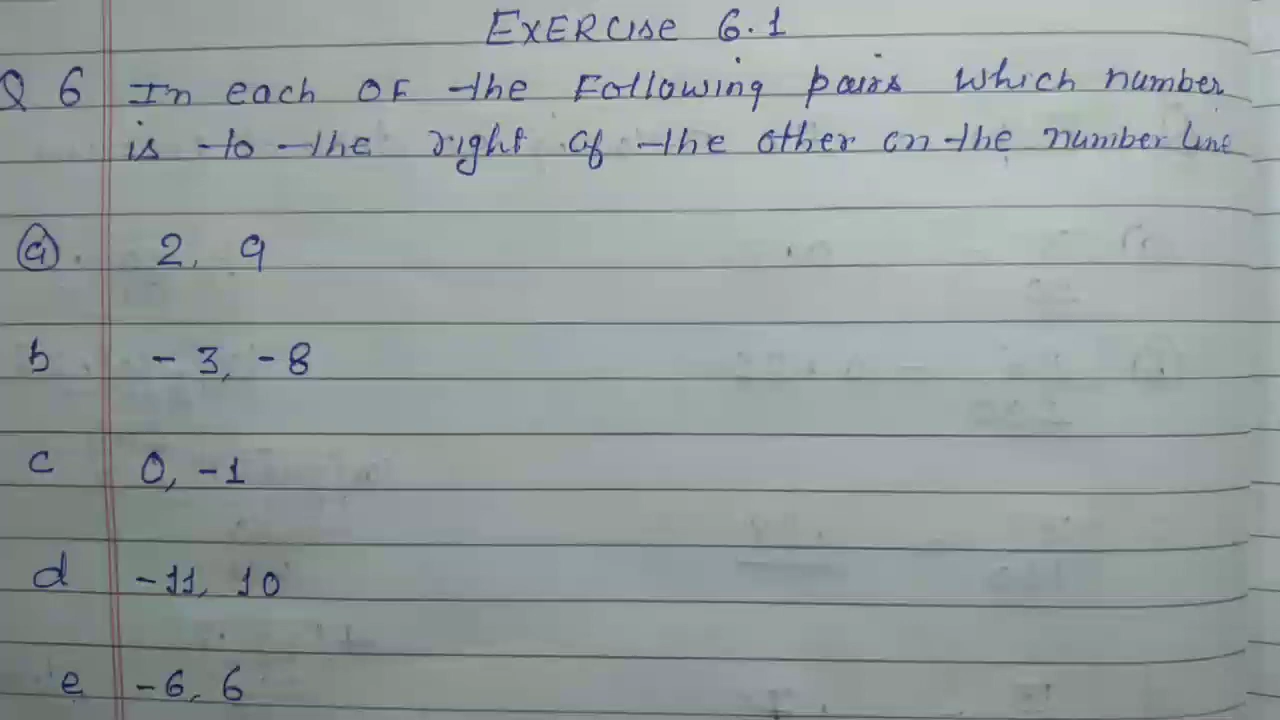 EXERCISE 6.1
Q 6 In each OF the Following pairs which number
is to the right of the other on the number line
a. 2, 9
b - 3, - 8
c 0, -1
d -11, 10
e -6, 6